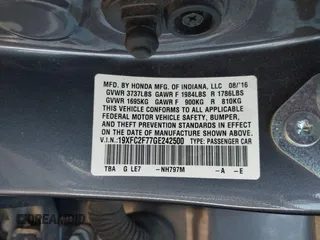 MFD. BY HONDA MFG. OF INDIANA, LLC 08/'16
GVWR 3737LBS GAWR F 1984LBS R 1786LBS
GVWR 1695KG GAWR F 900KG R 810KG
THIS VEHICLE CONFORMS TO ALL APPLICABLE
FEDERAL MOTOR VEHICLE SAFETY, BUMPER,
AND THEFT PREVENTION STANDARDS IN EFFECT
ON THE DATE OF MANUFACTURE SHOWN ABOVE.
V.I.N.: 19XFC2F77GE242500 TYPE: PASSENGER CAR
TBA G LE7 -NH797M -A -E